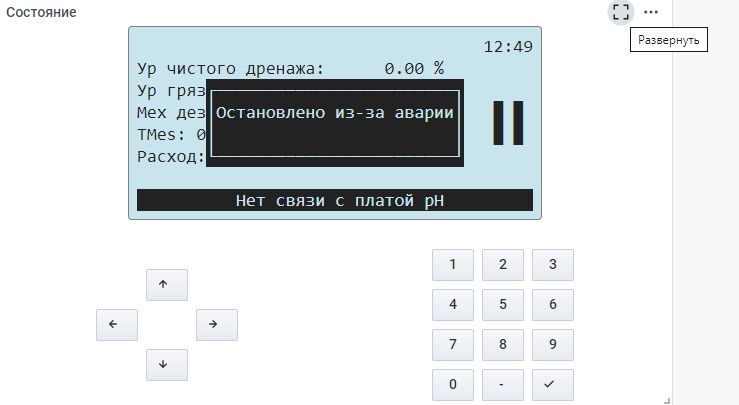 Состояние
Развернуть
12:49
Ур чистого дренажа: 0.00 %
Ур гряз
Мех дез
TMes: 0
Расход:
Остановлено из-за аварии
Нет связи с платой pH
1 2 3
4 5 6
7 8 9
0 -